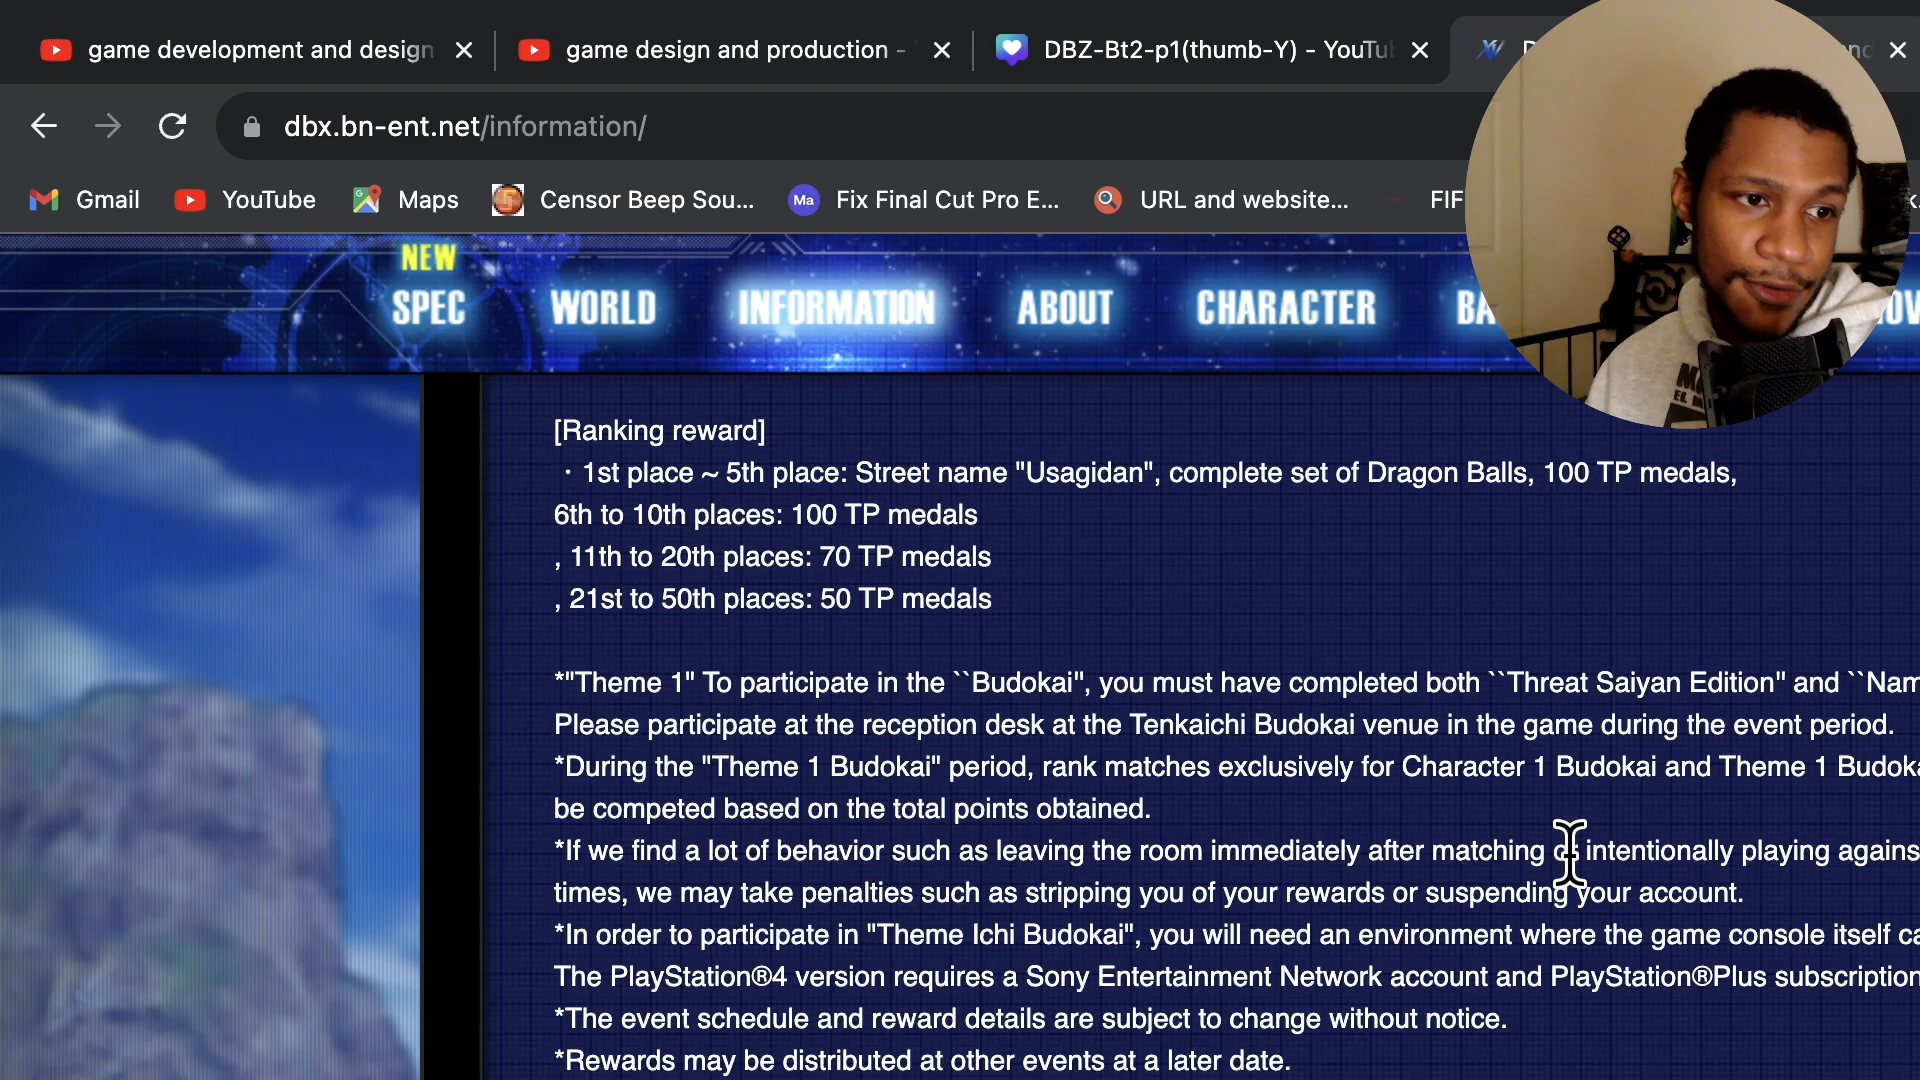 game development and design
game design and production -
DBZ-Bt2-p1(thumb-Y) - YouTu
dbx.bn-ent.net/information/
Gmail
YouTube
Maps
Censor Beep Sou...
Ma
Fix Final Cut Pro E...
URL and website...
FIF
NEW
SPEC
WORLD
INFORMATION
ABOUT
CHARACTER
BA
[Ranking reward]
・1st place ~ 5th place: Street name "Usagidan", complete set of Dragon Balls, 100 TP medals,
6th to 10th places: 100 TP medals
, 11th to 20th places: 70 TP medals
, 21st to 50th places: 50 TP medals
*"Theme 1" To participate in the ``Budokai", you must have completed both ``Threat Saiyan Edition" and ``Nam
Please participate at the reception desk at the Tenkaichi Budokai venue in the game during the event period.
*During the "Theme 1 Budokai" period, rank matches exclusively for Character 1 Budokai and Theme 1 Budoka
be competed based on the total points obtained.
*If we find a lot of behavior such as leaving the room immediately after matching intentionally playing agains
times, we may take penalties such as stripping you of your rewards or suspending your account.
*In order to participate in "Theme Ichi Budokai", you will need an environment where the game console itself ca
The PlayStation®4 version requires a Sony Entertainment Network account and PlayStation®Plus subscription
*The event schedule and reward details are subject to change without notice.
*Rewards may be distributed at other events at a later date.